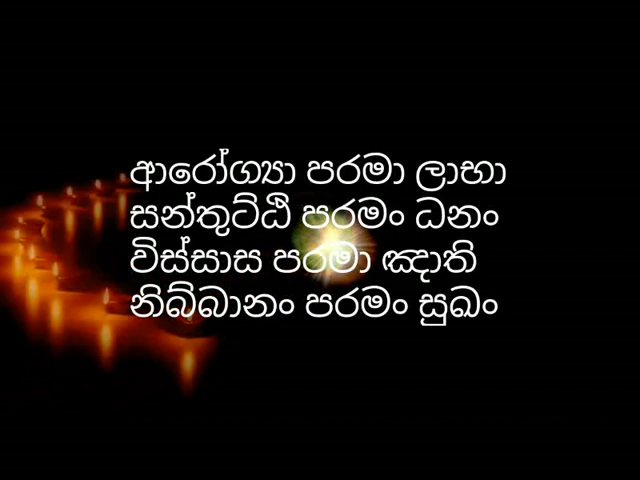 ආරෝග්‍යා පරමා ලාභා
සන්තුට්ඨි පරමං ධනං
විස්සාස පරමා ඤාති
නිබ්බානං පරමං සුඛං